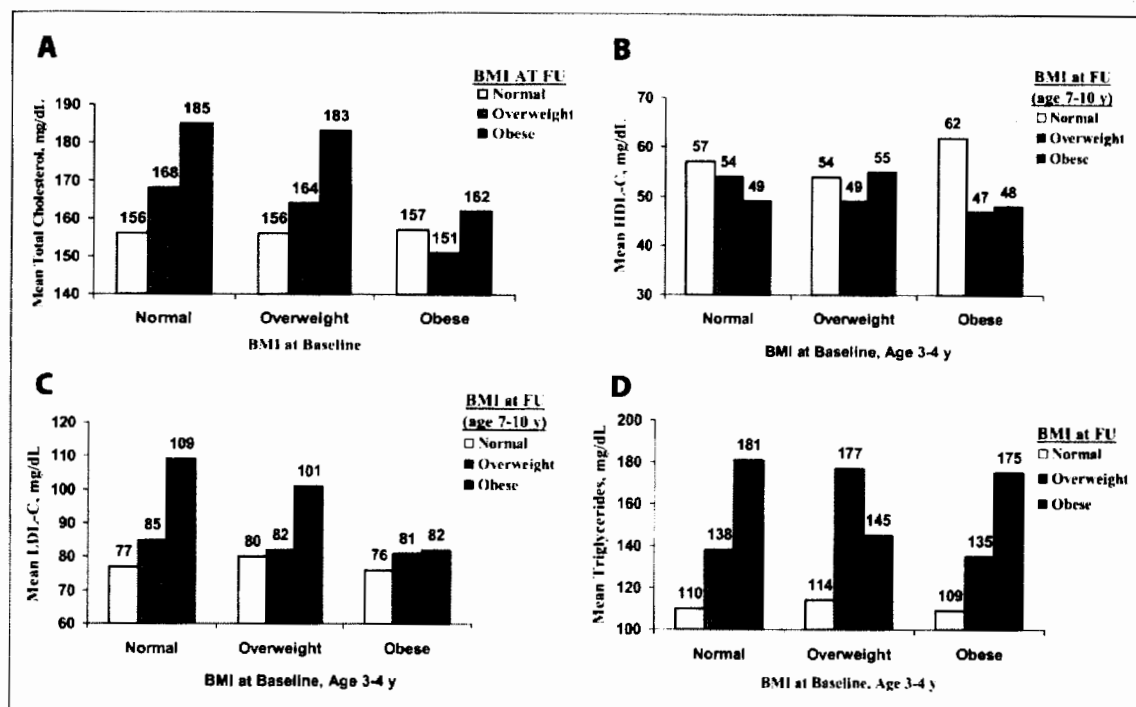 A
BMI AT FU
Normal
Overweight
Obese
Mean Total Cholesterol, mg/dL
190
180
170
160
150
140
156
168
185
156
164
183
157
151
162
Normal
Overweight
Obese
BMI at Baseline
B
BMI at FU
(age 7-10 y)
Normal
Overweight
Obese
Mean HDL-C, mg/dL
70
60
50
40
30
57
54
49
54
49
55
62
47
48
Normal
Overweight
Obese
BMI at Baseline, Age 3-4 y
C
BMI at FU
(age 7-10 y)
Normal
Overweight
Obese
Mean LDL-C, mg/dL
120
110
100
90
80
70
60
77
85
109
80
82
101
76
81
82
Normal
Overweight
Obese
BMI at Baseline, Age 3-4 y
D
BMI at FU
Normal
Overweight
Obese
Mean Triglycerides, mg/dL
200
180
160
140
120
100
110
138
181
114
177
145
109
135
175
Normal
Overweight
Obese
BMI at Baseline, Age 3-4 y